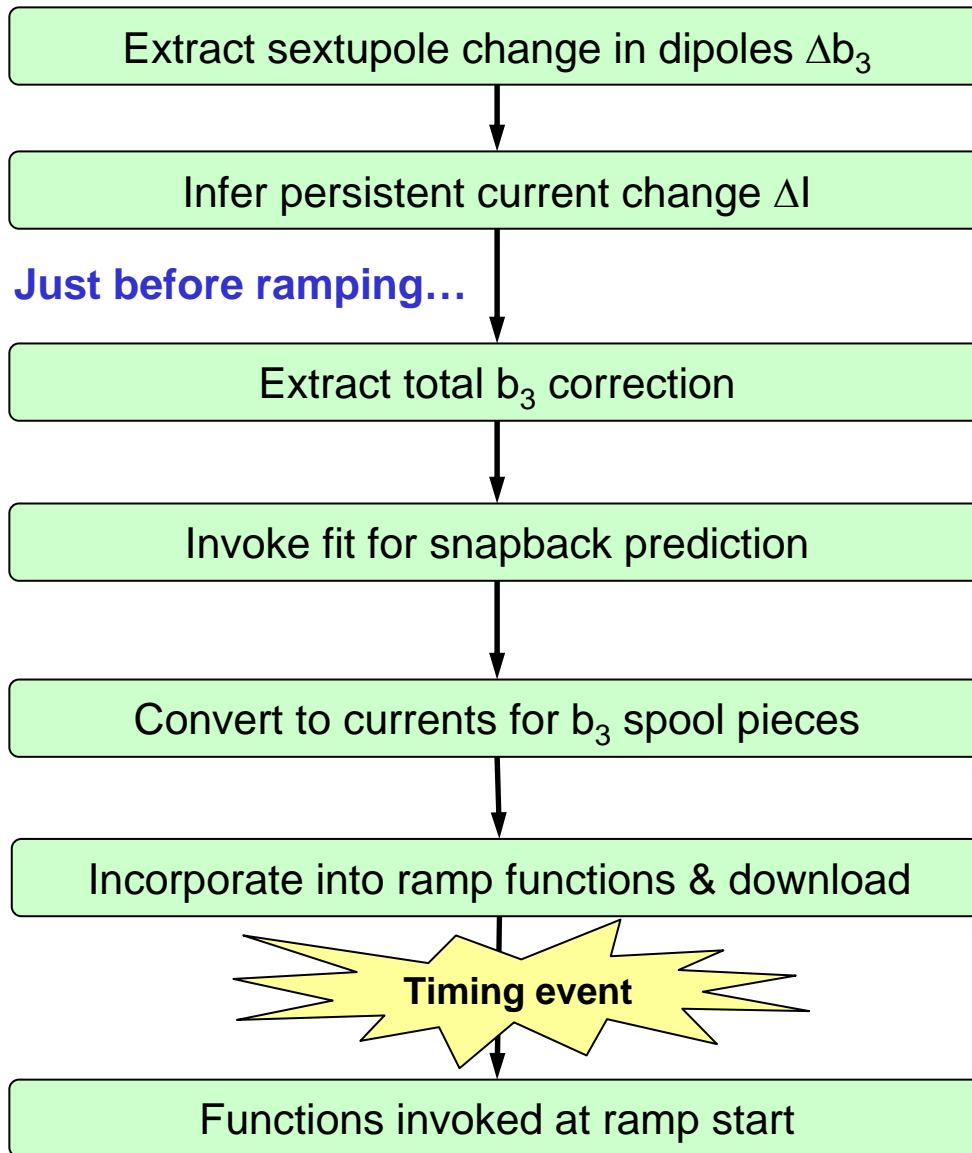 Extract sextupole change in dipoles Δb₃
Infer persistent current change ΔI
Just before ramping…
Extract total b₃ correction
Invoke fit for snapback prediction
Convert to currents for b₃ spool pieces
Incorporate into ramp functions & download
Timing event
Functions invoked at ramp start